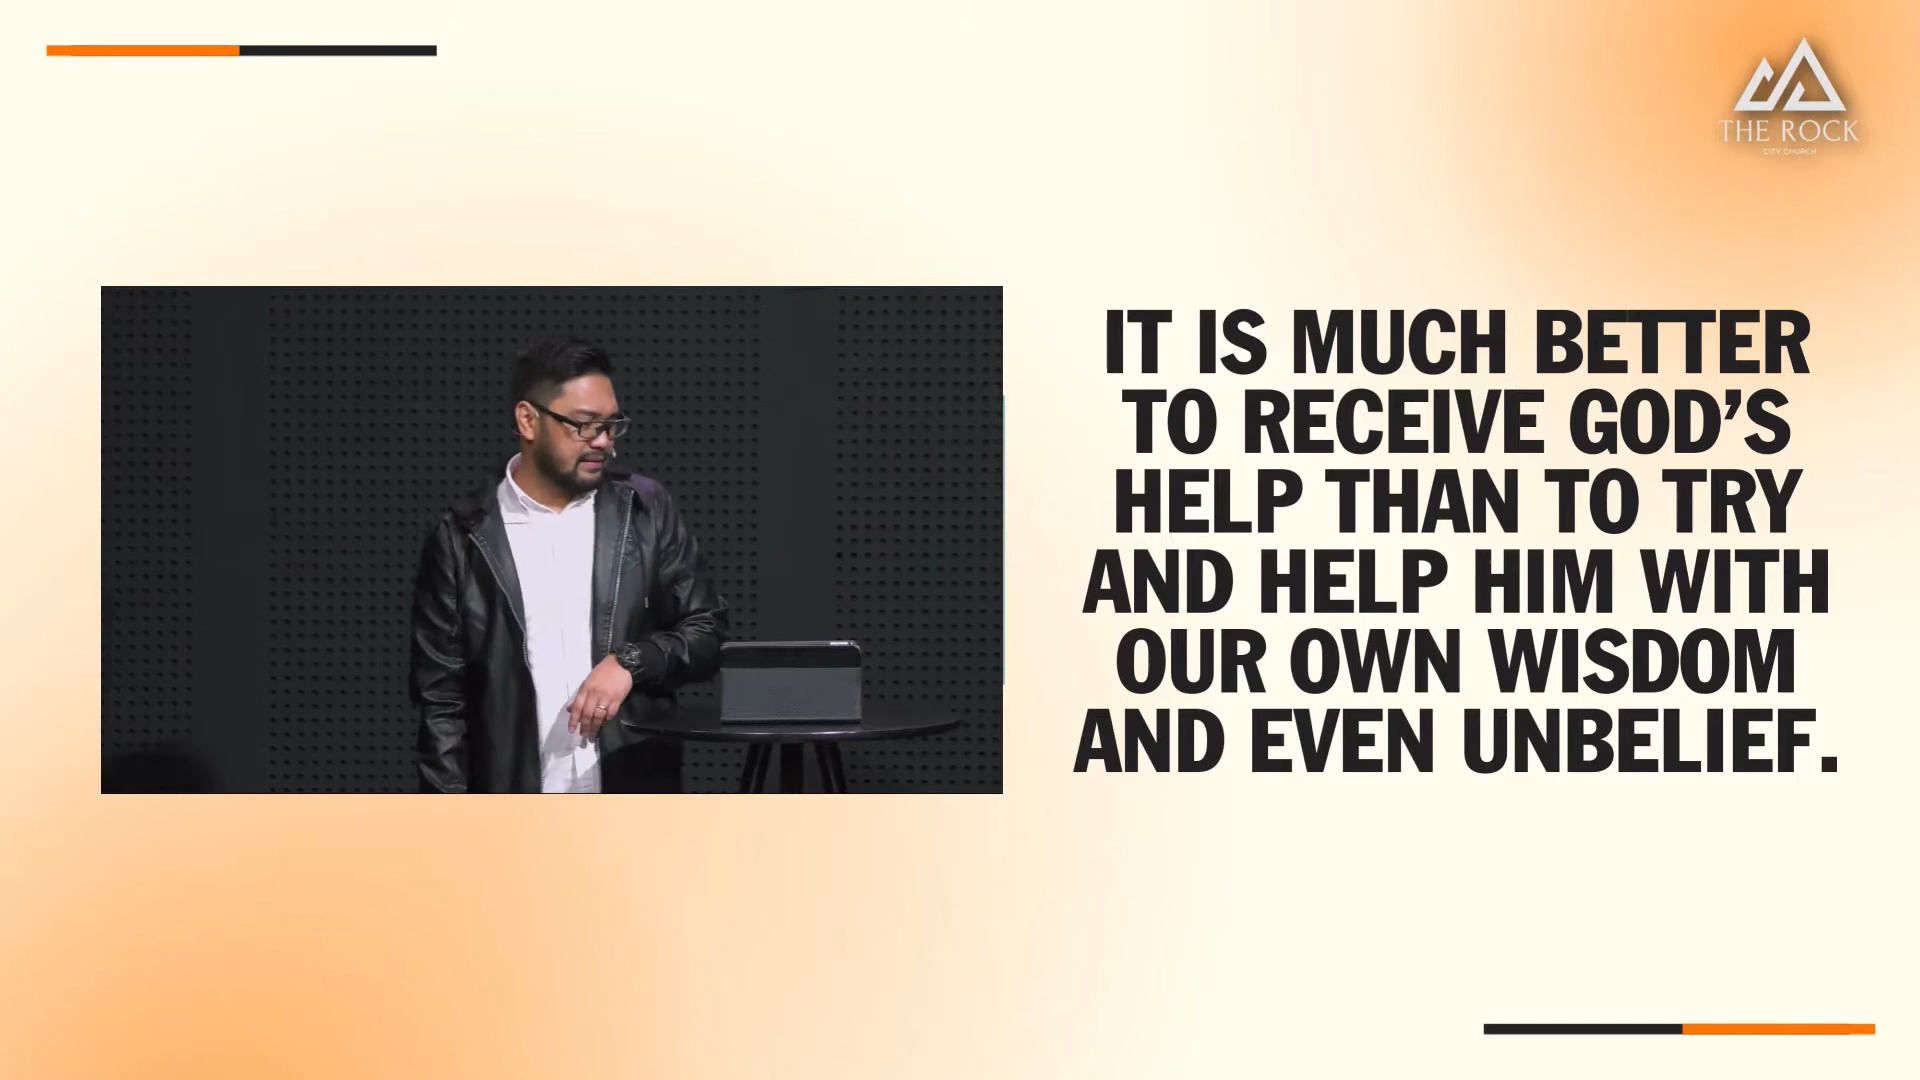 THE ROCK
CITY CHURCH
IT IS MUCH BETTER
TO RECEIVE GOD’S
HELP THAN TO TRY
AND HELP HIM WITH
OUR OWN WISDOM
AND EVEN UNBELIEF.